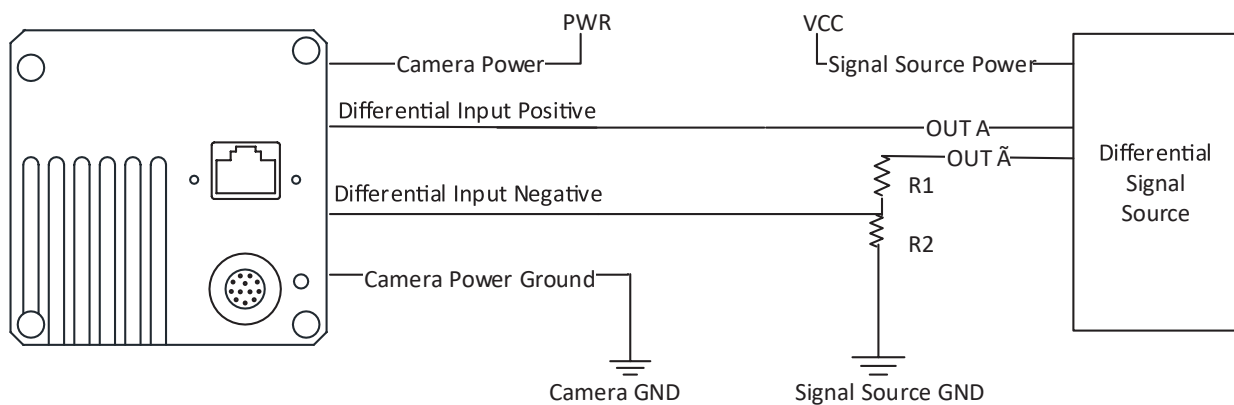 PWR
VCC
Camera Power
Signal Source Power
Differential Input Positive
OUT A
OUT Ã
Differential
Signal
Source
R1
Differential Input Negative
R2
Camera Power Ground
Camera GND
Signal Source GND